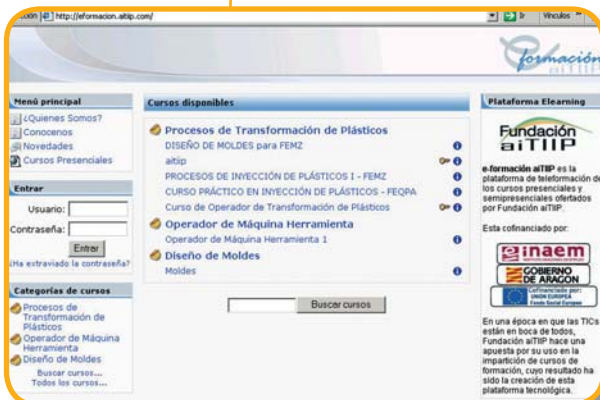 http://eformacion.aitiip.com/
Ir
Vínculos
formación
aiTIIP
Menú principal
¿Quienes Somos?
Conocenos
Novedades
Cursos Presenciales
Entrar
Usuario:
Contraseña:
Entrar
¿Ha extraviado la contraseña?
Categorías de cursos
Procesos de
Transformación de
Plásticos
Operador de Máquina
Herramienta
Diseño de Moldes
Buscar cursos...
Todos los cursos...
Cursos disponibles
Procesos de Transformación de Plásticos
DISEÑO DE MOLDES para FEMZ
aitiip
PROCESOS DE INYECCIÓN DE PLÁSTICOS I - FEMZ
CURSO PRÁCTICO EN INYECCIÓN DE PLÁSTICOS - FEQPA
Curso de Operador de Transformación de Plásticos
Operador de Máquina Herramienta
Operador de Máquina Herramienta 1
Diseño de Moldes
Moldes
Buscar cursos
Plataforma Elearning
Fundación
aiTIIP
e-formación aiTIIP es la
plataforma de teleformación de
los cursos presenciales y
semipresenciales ofertados
por Fundación aiTIIP.
Esta cofinanciado por:
inaem
GOBIERNO
DE ARAGON
Cofinanciado por:
UNION EUROPEA
Fondo Social Europeo
En una época en que las TICs
están en boca de todos,
Fundación aiTIIP hace una
apuesta por su uso en la
impartición de cursos de
formación, cuyo resultado ha
sido la creación de esta
plataforma tecnológica.